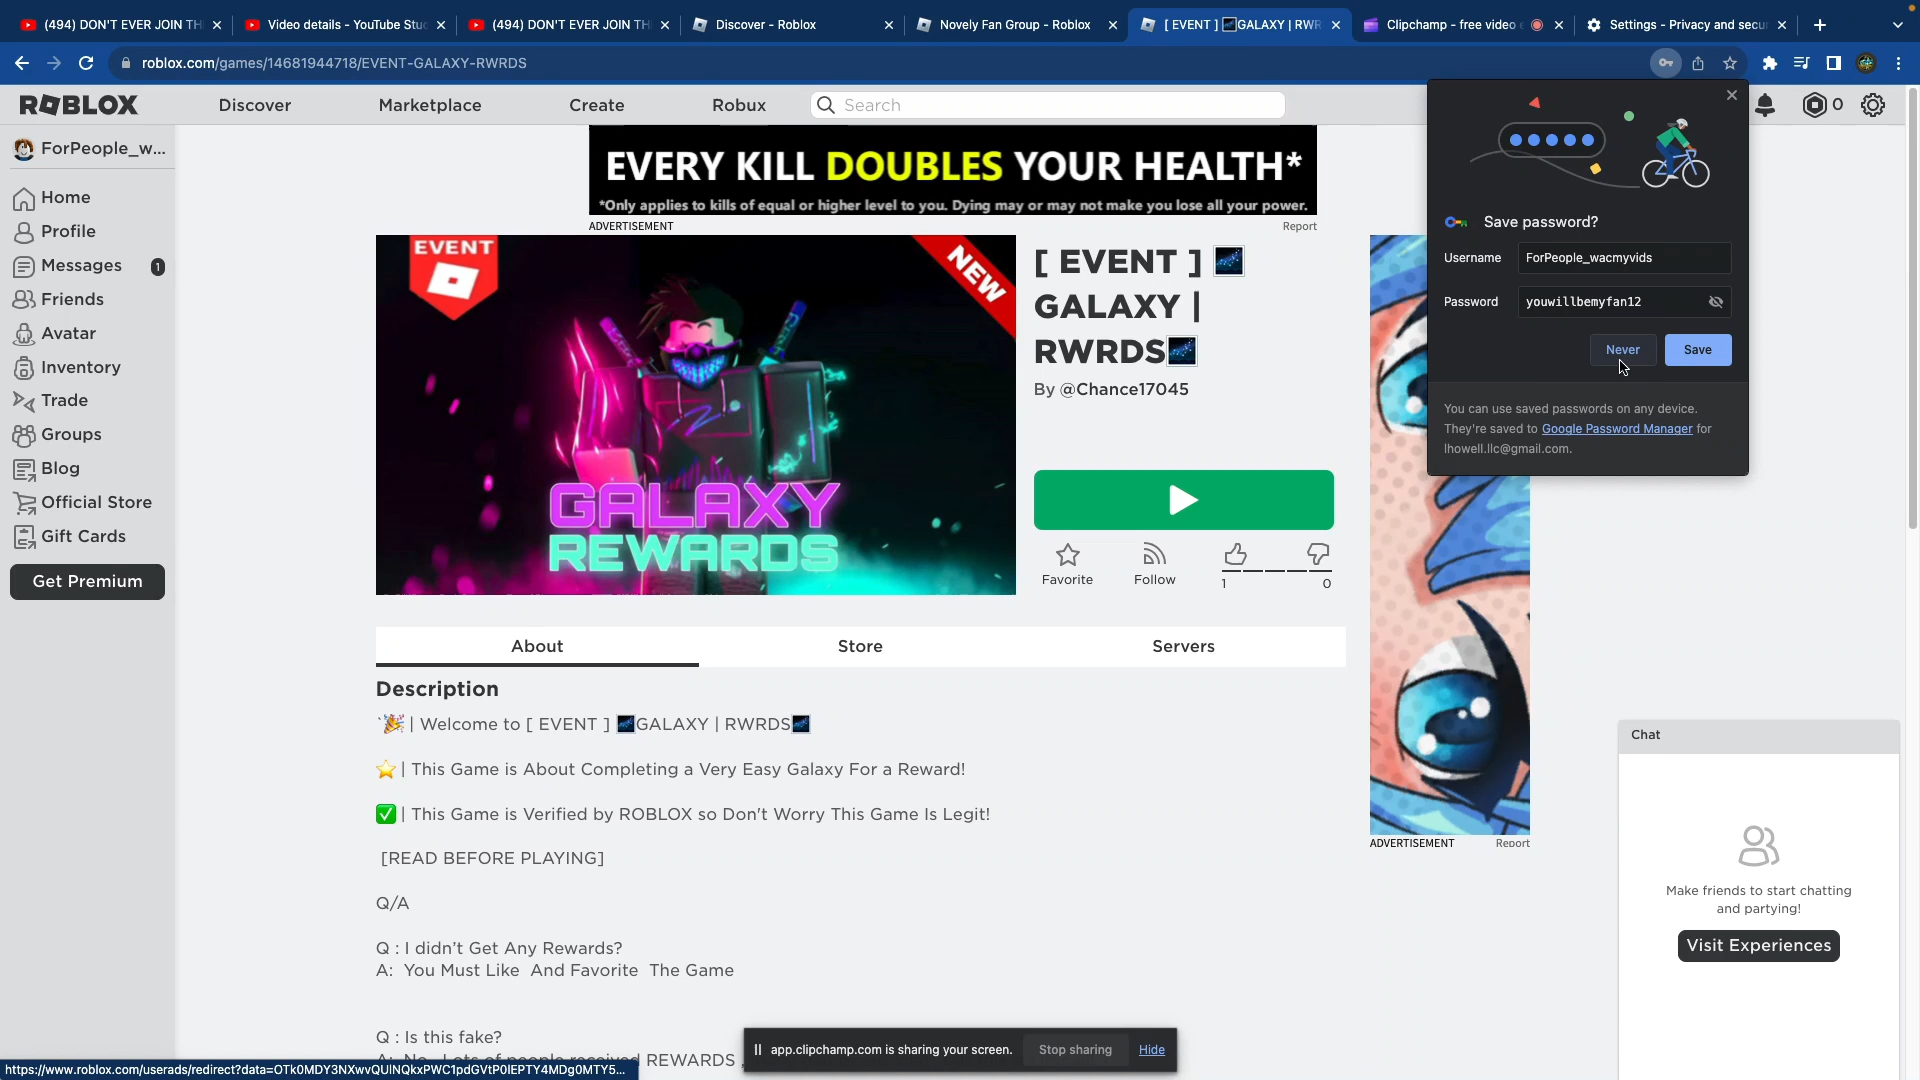 (494) DON'T EVER JOIN TH
Video details - YouTube Stu
(494) DON'T EVER JOIN TH
Discover - Roblox
Novely Fan Group - Roblox
[ EVENT ] GALAXY | RWR
Clipchamp - free video e
Settings - Privacy and secu
roblox.com/games/14681944718/EVENT-GALAXY-RWRDS
ROBLOX
Discover
Marketplace
Create
Robux
Search
0
ForPeople_w...
Home
Profile
Messages 1
Friends
Avatar
Inventory
Trade
Groups
Blog
Official Store
Gift Cards
Get Premium
EVERY KILL DOUBLES YOUR HEALTH*
*Only applies to kills of equal or higher level to you. Dying may or may not make you lose all your power.
ADVERTISEMENT
Report
EVENT
NEW
GALAXY
REWARDS
[ EVENT ]
GALAXY |
RWRDS
By @Chance17045
Favorite
Follow
1
0
Save password?
Username
ForPeople_wacmyvids
Password
youwillbemyfan12
Never
Save
You can use saved passwords on any device.
They're saved to Google Password Manager for
lhowell.llc@gmail.com.
About
Store
Servers
Description
🎉 | Welcome to [ EVENT ] 🌌GALAXY | RWRDS🌌
⭐ | This Game is About Completing a Very Easy Galaxy For a Reward!
✅ | This Game is Verified by ROBLOX so Don't Worry This Game Is Legit!
[READ BEFORE PLAYING]
Q/A
Q : I didn't Get Any Rewards?
A: You Must Like And Favorite The Game
Q : Is this fake?
A: No, Lots of people received REWARDS
ADVERTISEMENT
Report
Chat
Make friends to start chatting
and partying!
Visit Experiences
app.clipchamp.com is sharing your screen.
Stop sharing
Hide